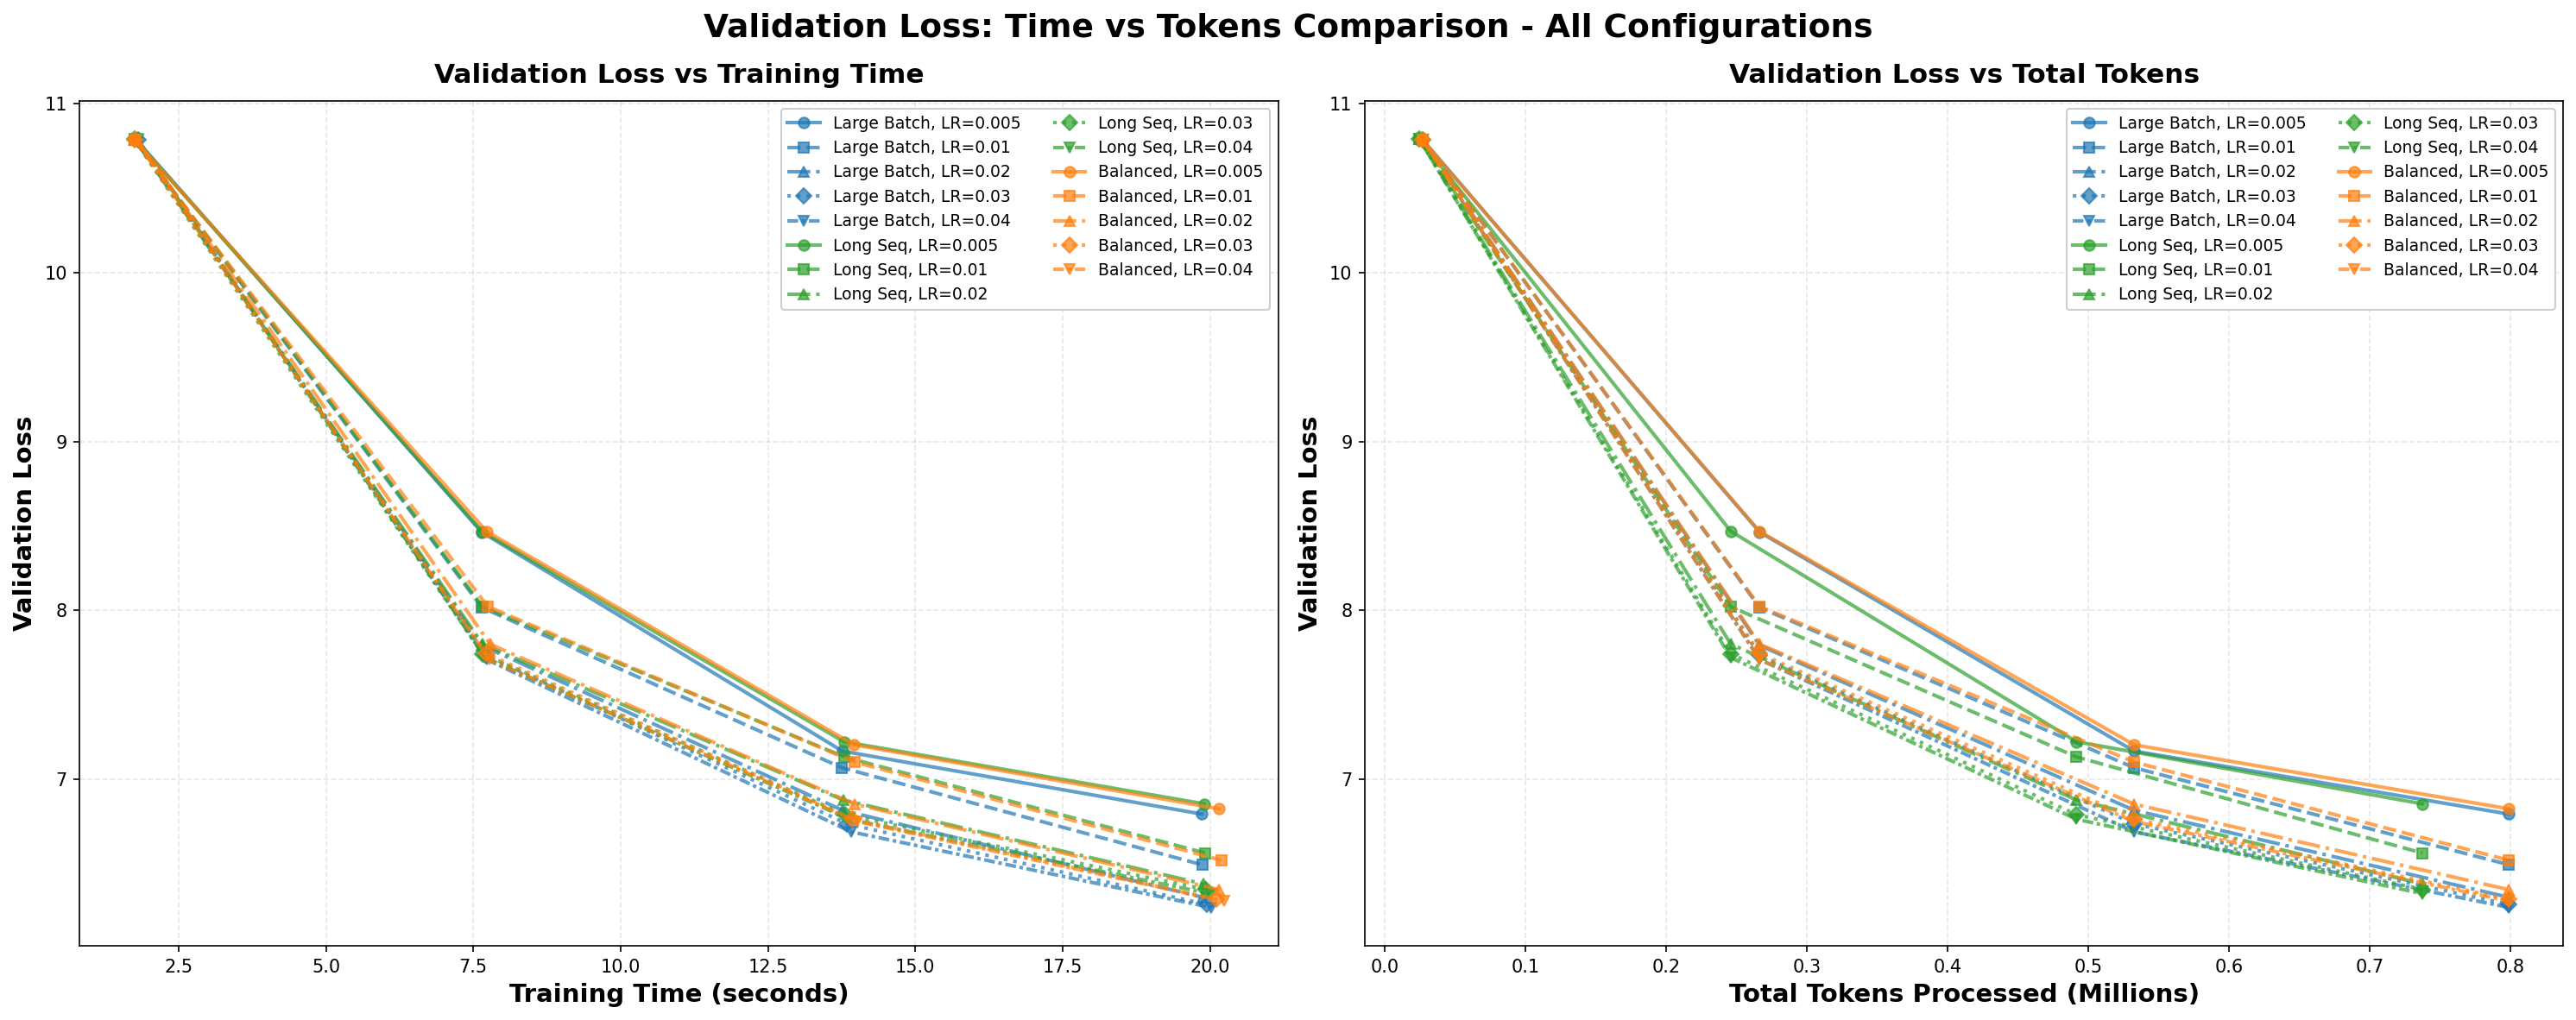 Validation Loss: Time vs Tokens Comparison - All Configurations
Validation Loss vs Training Time
Validation Loss
11
10
9
8
7
Large Batch, LR=0.005
Large Batch, LR=0.01
Large Batch, LR=0.02
Large Batch, LR=0.03
Large Batch, LR=0.04
Long Seq, LR=0.005
Long Seq, LR=0.01
Long Seq, LR=0.02
Long Seq, LR=0.03
Long Seq, LR=0.04
Balanced, LR=0.005
Balanced, LR=0.01
Balanced, LR=0.02
Balanced, LR=0.03
Balanced, LR=0.04
2.5 5.0 7.5 10.0 12.5 15.0 17.5 20.0
Training Time (seconds)
Validation Loss vs Total Tokens
Validation Loss
11
10
9
8
7
Large Batch, LR=0.005
Large Batch, LR=0.01
Large Batch, LR=0.02
Large Batch, LR=0.03
Large Batch, LR=0.04
Long Seq, LR=0.005
Long Seq, LR=0.01
Long Seq, LR=0.02
Long Seq, LR=0.03
Long Seq, LR=0.04
Balanced, LR=0.005
Balanced, LR=0.01
Balanced, LR=0.02
Balanced, LR=0.03
Balanced, LR=0.04
0.0 0.1 0.2 0.3 0.4 0.5 0.6 0.7 0.8
Total Tokens Processed (Millions)